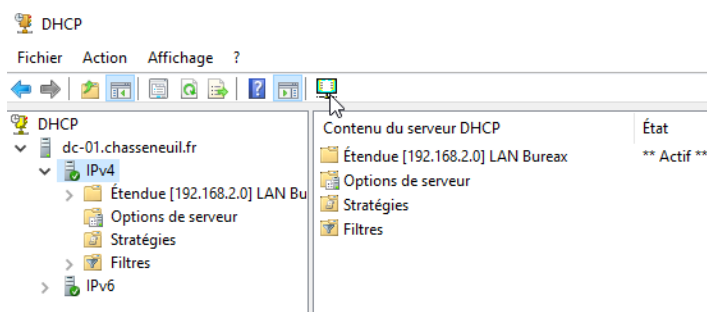 DHCP
Fichier Action Affichage ?
DHCP
dc-01.chasseneuil.fr
IPv4
Étendue [192.168.2.0] LAN Bu
Options de serveur
Stratégies
Filtres
IPv6
Contenu du serveur DHCP État
Étendue [192.168.2.0] LAN Bureax ** Actif **
Options de serveur
Stratégies
Filtres